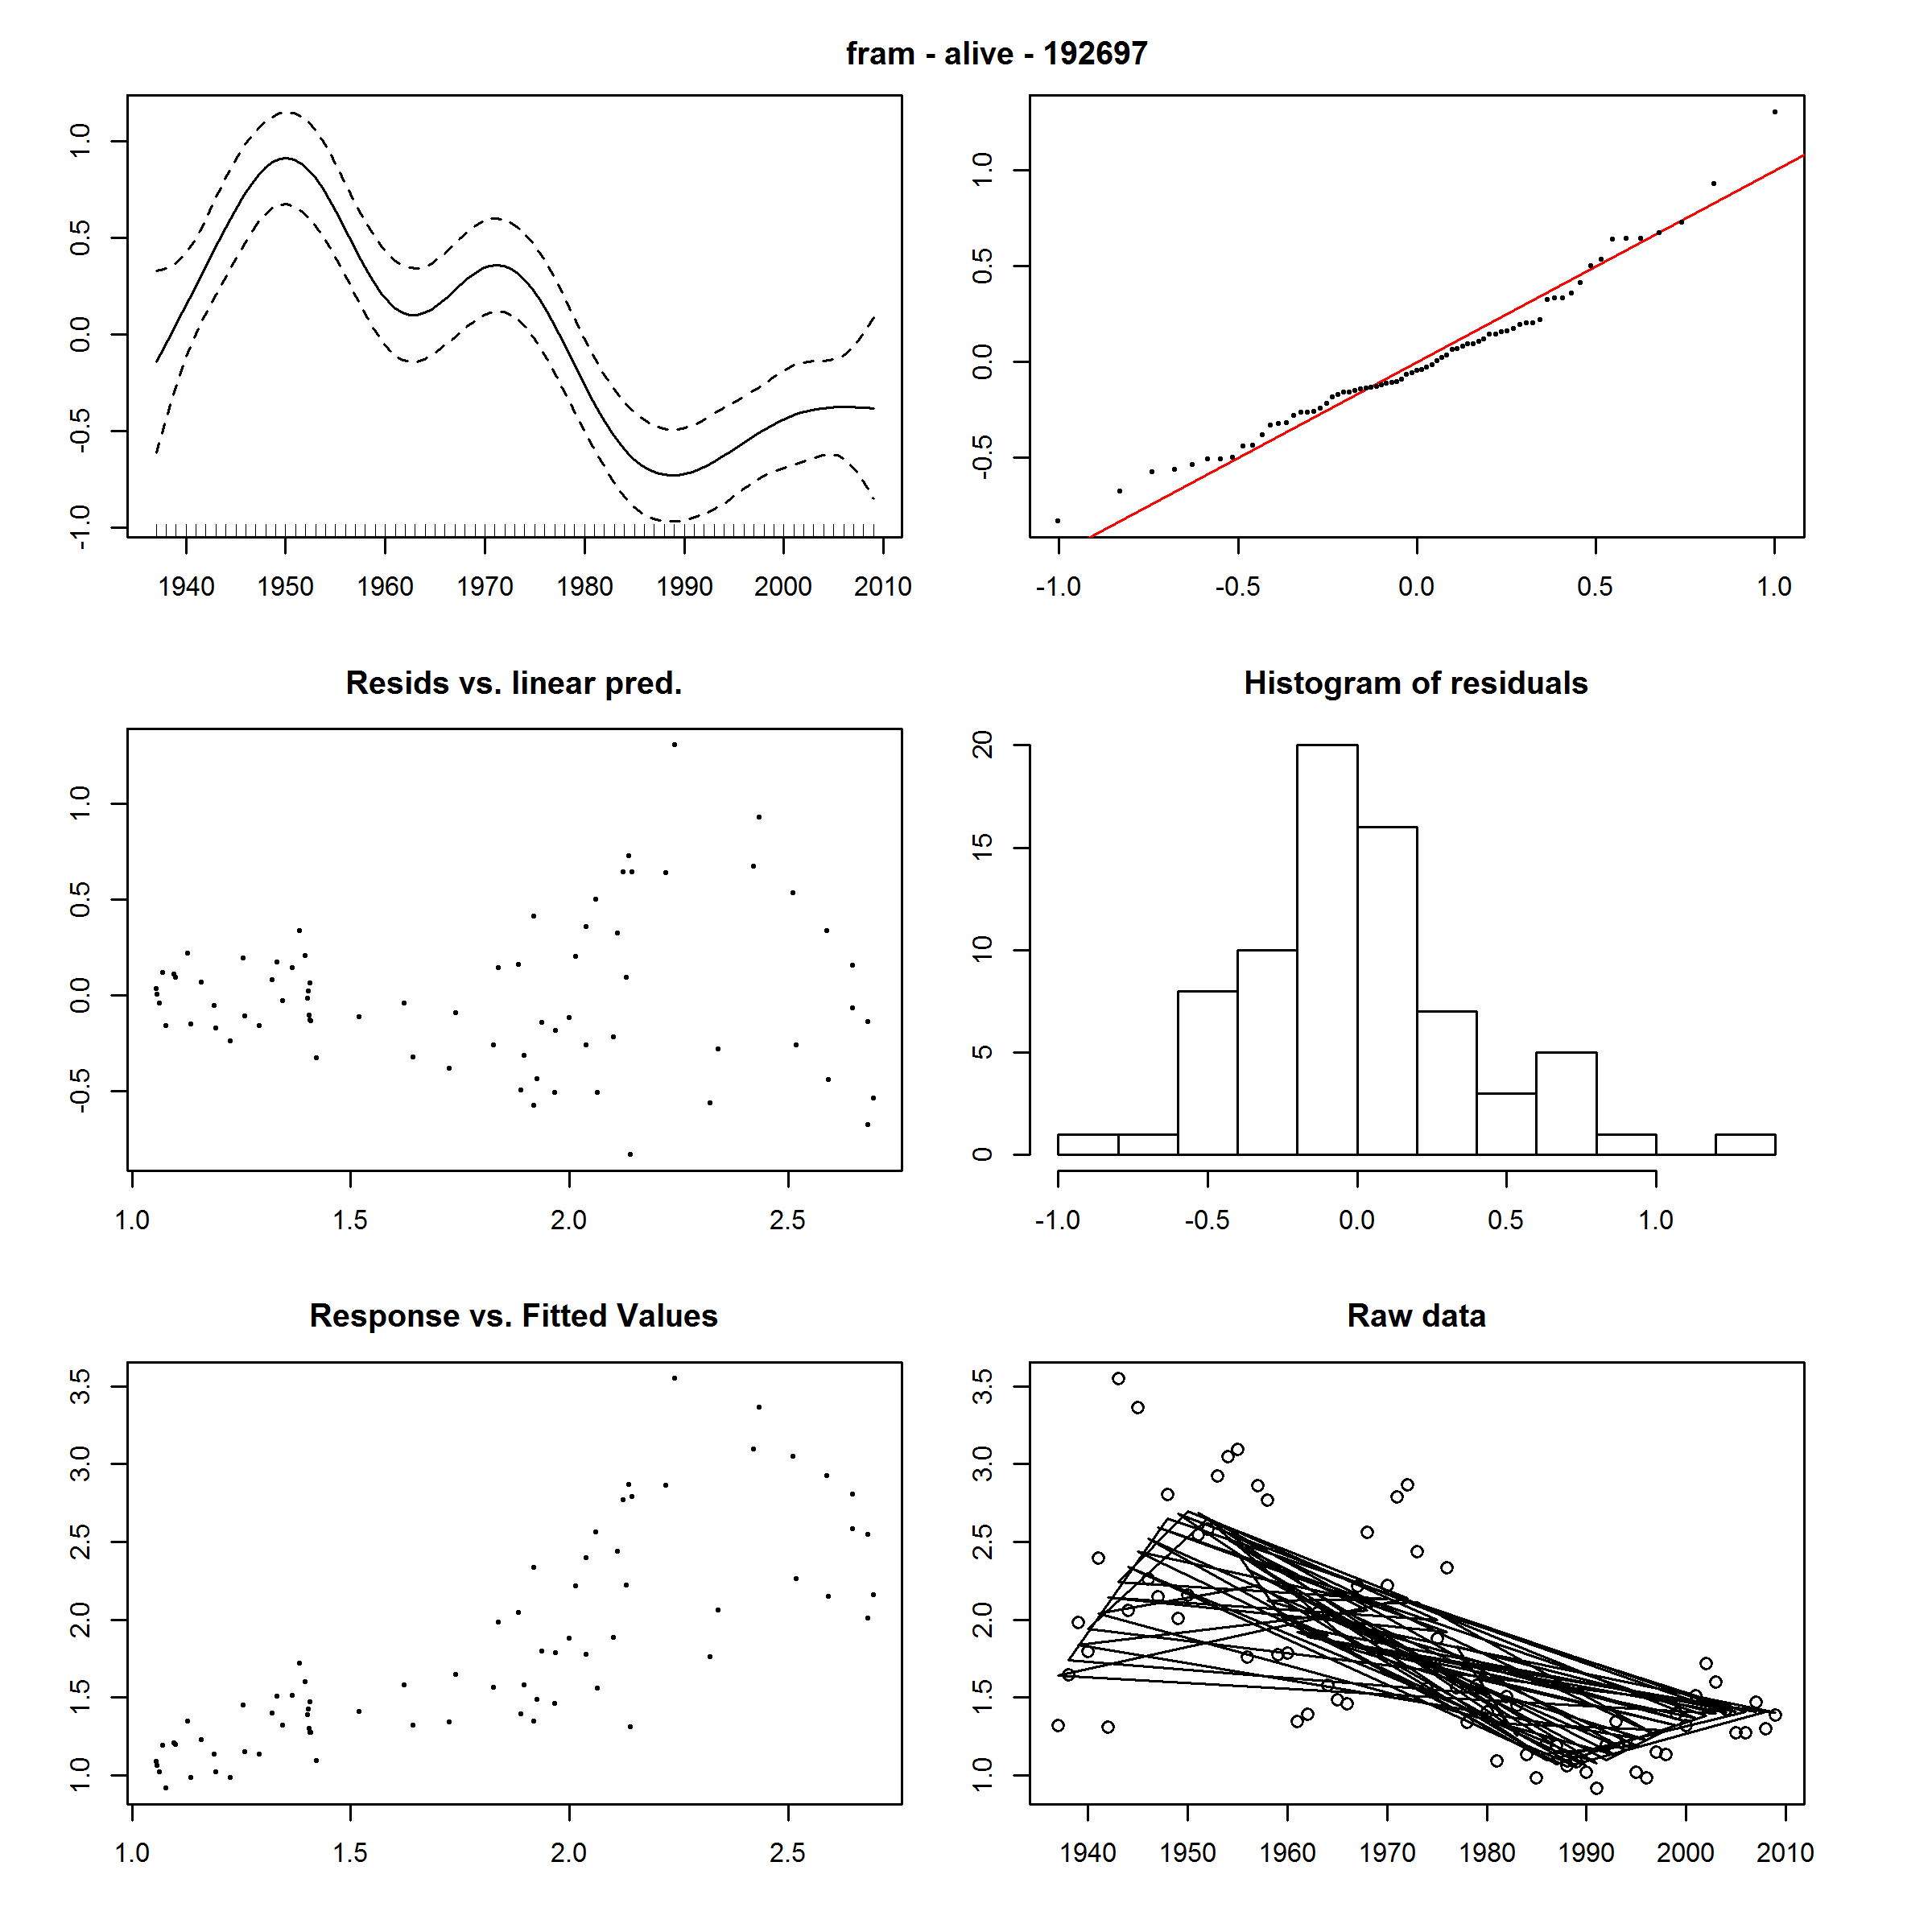 fram - alive - 192697
1.0
0.5
0.0
-0.5
-1.0
1940 1950 1960 1970 1980 1990 2000 2010
1.0
0.5
0.0
-0.5
-1.0 -0.5 0.0 0.5 1.0
Resids vs. linear pred.
1.0
0.5
0.0
-0.5
1.0 1.5 2.0 2.5
Histogram of residuals
20
15
10
5
0
-1.0 -0.5 0.0 0.5 1.0
Response vs. Fitted Values
3.5
3.0
2.5
2.0
1.5
1.0
1.0 1.5 2.0 2.5
Raw data
3.5
3.0
2.5
2.0
1.5
1.0
1940 1950 1960 1970 1980 1990 2000 2010